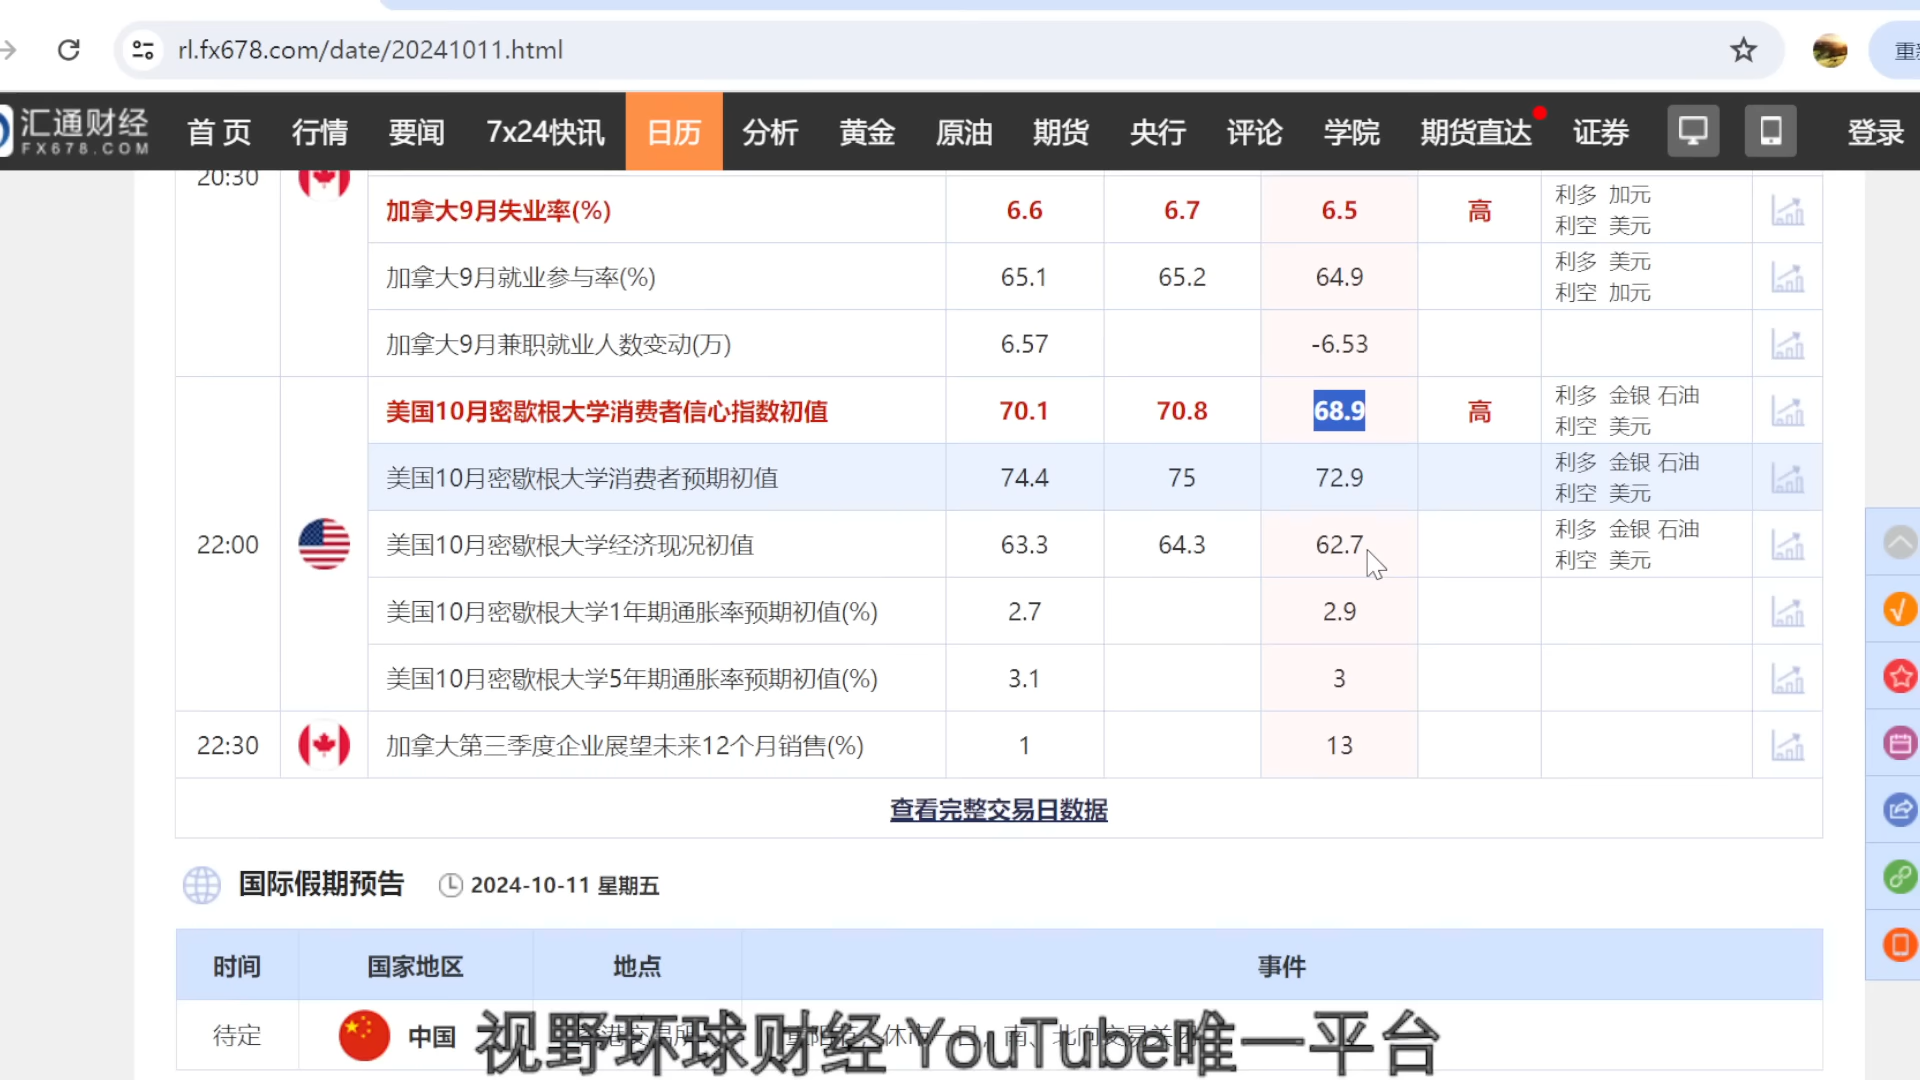 rl.fx678.com/date/20241011.html
汇通财经 首页 行情 要闻 7x24快讯 日历 分析 黄金 原油 期货 央行 评论 学院 期货直达 证券 登录
FX678.COM
20:30
加拿大9月失业率(%) 6.6 6.7 6.5 高 利多 加元
利空 美元
加拿大9月就业参与率(%) 65.1 65.2 64.9 利多 美元
利空 加元
加拿大9月兼职就业人数变动(万) 6.57 -6.53
美国10月密歇根大学消费者信心指数初值 70.1 70.8 68.9 高 利多 金银 石油
利空 美元
美国10月密歇根大学消费者预期初值 74.4 75 72.9 利多 金银 石油
利空 美元
22:00 美国10月密歇根大学经济现况初值 63.3 64.3 62.7 利多 金银 石油
利空 美元
美国10月密歇根大学1年期通胀率预期初值(%) 2.7 2.9
美国10月密歇根大学5年期通胀率预期初值(%) 3.1 3
22:30 加拿大第三季度企业展望未来12个月销售(%) 1 13
查看完整交易日数据
国际假期预告 2024-10-11 星期五
时间 国家地区 地点 事件
待定 中国
视野环球财经 YouTube唯一平台